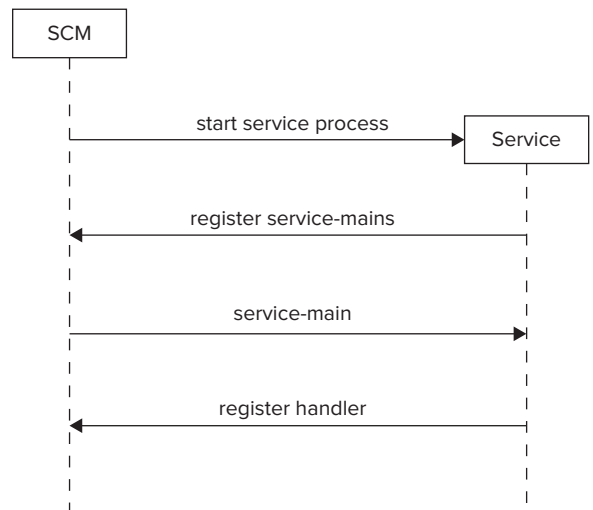 SCM
start service process
Service
register service-mains
service-main
register handler